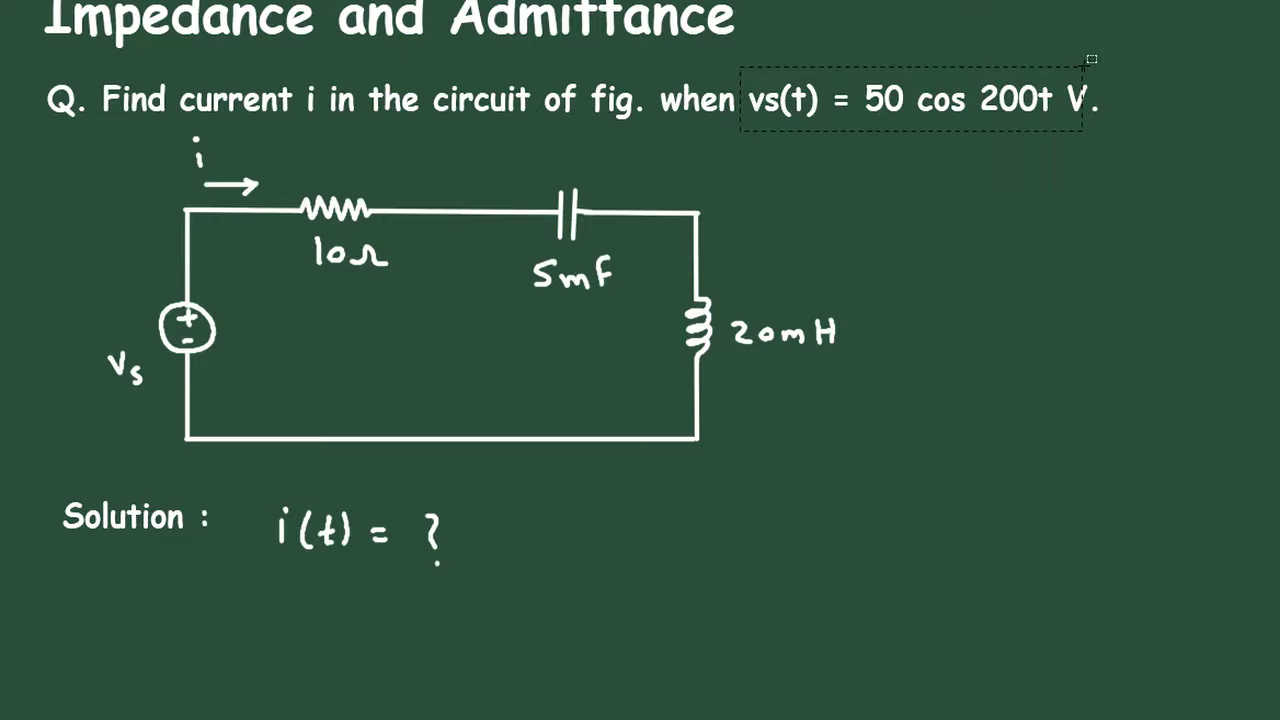 Impedance and Admittance
Q. Find current i in the circuit of fig. when vs(t) = 50 cos 200t V.
i
10Ω
5mF
+
-
20mH
Vs
Solution : i(t) = ?